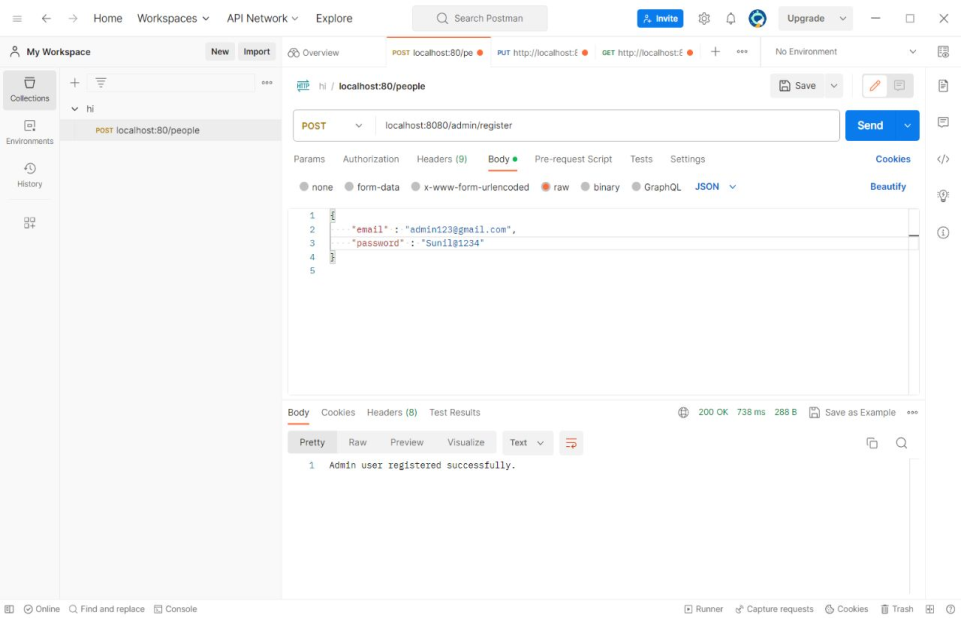 Home Workspaces API Network Explore Search Postman Invite Upgrade
My Workspace New Import Overview POST localhost:80/pe PUT http://localhost:8 GET http://localhost:8 No Environment
Collections
Environments
History
hi
POST localhost:80/people
HTTP hi / localhost:80/people Save
POST localhost:8080/admin/register Send
Params Authorization Headers (9) Body Pre-request Script Tests Settings Cookies
none form-data x-www-form-urlencoded raw binary GraphQL JSON Beautify
1 {
2 "email" : "admin123@gmail.com",
3 "password" : "Sunil@1234"
4 }
5
Body Cookies Headers (8) Test Results 200 OK 738 ms 288 B Save as Example
Pretty Raw Preview Visualize Text
1 Admin user registered successfully.
Online Find and replace Console Runner Capture requests Cookies Trash